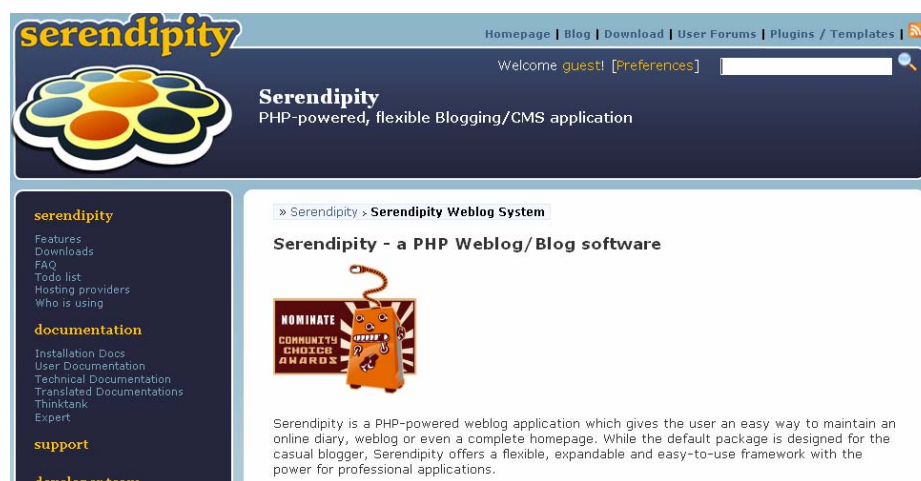 serendipity
Homepage | Blog | Download | User Forums | Plugins / Templates |
Welcome guest! [Preferences]
Serendipity
PHP-powered, flexible Blogging/CMS application
serendipity
Features
Downloads
FAQ
Todo list
Hosting providers
Who is using
documentation
Installation Docs
User Documentation
Technical Documentation
Translated Documentations
Thinktank
Expert
support
» Serendipity > Serendipity Weblog System
Serendipity - a PHP Weblog/Blog software
NOMINATE
COMMUNITY
CHOICE
AWARDS
Serendipity is a PHP-powered weblog application which gives the user an easy way to maintain an
online diary, weblog or even a complete homepage. While the default package is designed for the
casual blogger, Serendipity offers a flexible, expandable and easy-to-use framework with the
power for professional applications.